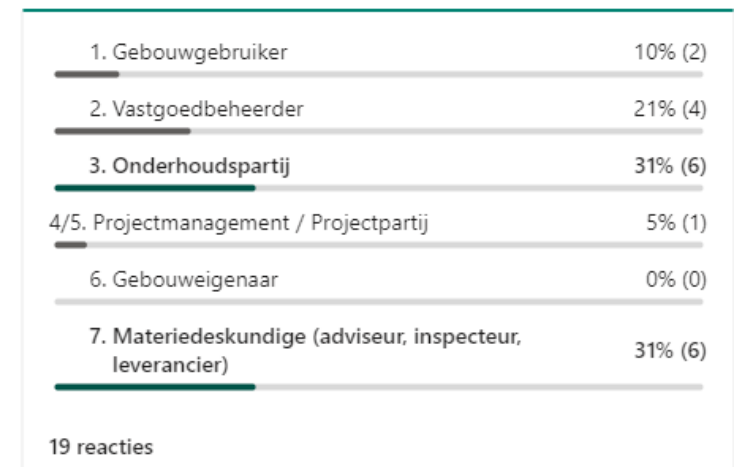 1. Gebouwgebruiker 10% (2)
2. Vastgoedbeheerder 21% (4)
3. Onderhoudspartij 31% (6)
4/5. Projectmanagement / Projectpartij 5% (1)
6. Gebouweigenaar 0% (0)
7. Materiedeskundige (adviseur, inspecteur,
leverancier) 31% (6)
19 reacties